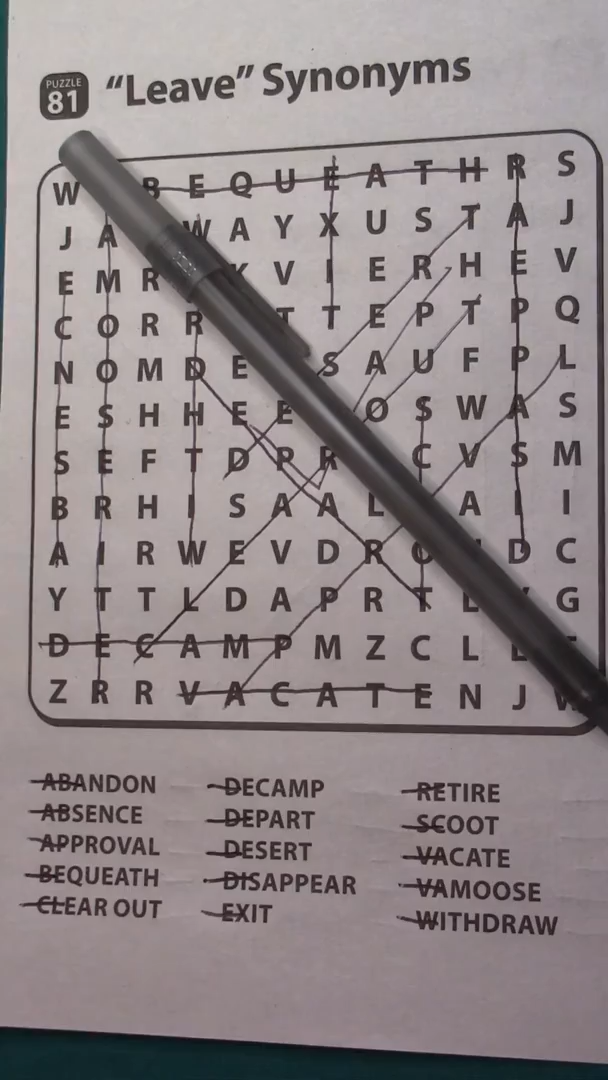 PUZZLE
81
"Leave" Synonyms
W B E Q U E A T H R S
J A W A Y X U S T A J
E M R V I E R H E V
C O R R T T E P T P Q
N O M D E S A U F P L
E S H H E E O S W A S
S E F T D P R C V S M
B R H I S A A L A I I
A I R W E V D R D C
Y T T L D A P R T G
D E C A M P M Z C L
Z R R V A C A T E N J
ABANDON
ABSENCE
APPROVAL
BEQUEATH
CLEAR OUT
DECAMP
DEPART
DESERT
DISAPPEAR
EXIT
RETIRE
SCOOT
VACATE
VAMOOSE
WITHDRAW